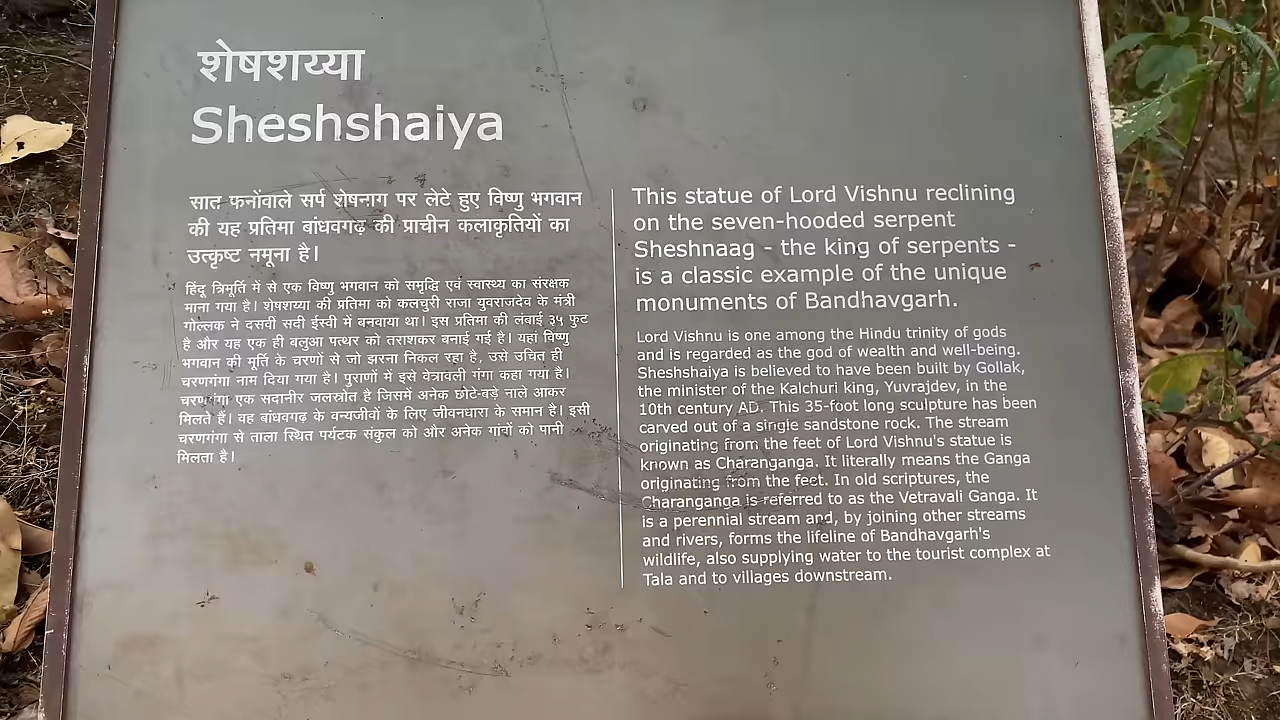 शेषशय्या
Sheshshaiya
सात फनोंवाले सर्प शेषनाग पर लेटे हुए विष्णु भगवान
की यह प्रतिमा बांधवगढ़ की प्राचीन कलाकृतियों का
उत्कृष्ट नमूना है।
हिंदू त्रिमूर्ति में से एक विष्णु भगवान को समृद्धि एवं स्वास्थ्य का संरक्षक
माना गया है। शेषशय्या की प्रतिमा को कलचुरी राजा युवराजदेव के मंत्री
गोल्लक ने दसवीं सदी ईस्वी में बनवाया था। इस प्रतिमा की लंबाई ३५ फुट
है और यह एक ही बलुआ पत्थर को तराशकर बनाई गई है। यहां विष्णु
भगवान की मूर्ति के चरणों से जो झरना निकल रहा है, उसे उचित ही
चरणगंगा नाम दिया गया है। पुराणों में इसे वेत्रावली गंगा कहा गया है।
चरणगंगा एक सदानीर जलस्रोत है जिसमें अनेक छोटे-बड़े नाले आकर
मिलते हैं। वह बांधवगढ़ के वन्यजीवों के लिए जीवनधारा के समान है। इसी
चरणगंगा से ताला स्थित पर्यटक संकुल को और अनेक गांवों को पानी
मिलता है।
This statue of Lord Vishnu reclining
on the seven-hooded serpent
Sheshnaag - the king of serpents -
is a classic example of the unique
monuments of Bandhavgarh.
Lord Vishnu is one among the Hindu trinity of gods
and is regarded as the god of wealth and well-being.
Sheshshaiya is believed to have been built by Gollak,
the minister of the Kalchuri king, Yuvrajdev, in the
10th century AD. This 35-foot long sculpture has been
carved out of a single sandstone rock. The stream
originating from the feet of Lord Vishnu's statue is
known as Charanganga. It literally means the Ganga
originating from the feet. In old scriptures, the
Charanganga is referred to as the Vetravali Ganga. It
is a perennial stream and, by joining other streams
and rivers, forms the lifeline of Bandhavgarh's
wildlife, also supplying water to the tourist complex at
Tala and to villages downstream.